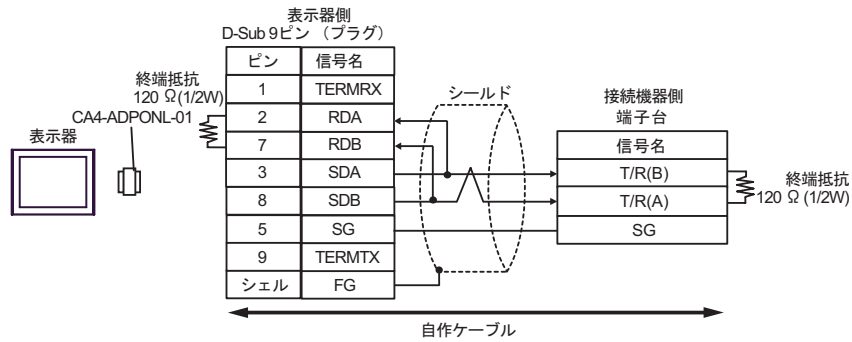 表示器側
D-Sub 9ピン （プラグ）
ピン 信号名
1 TERMRX
2 RDA
7 RDB
3 SDA
8 SDB
5 SG
9 TERMTX
シェル FG
終端抵抗
120 Ω(1/2W)
CA4-ADPONL-01
表示器
シールド
接続機器側
端子台
信号名
T/R(B)
T/R(A)
SG
終端抵抗
120 Ω (1/2W)
自作ケーブル